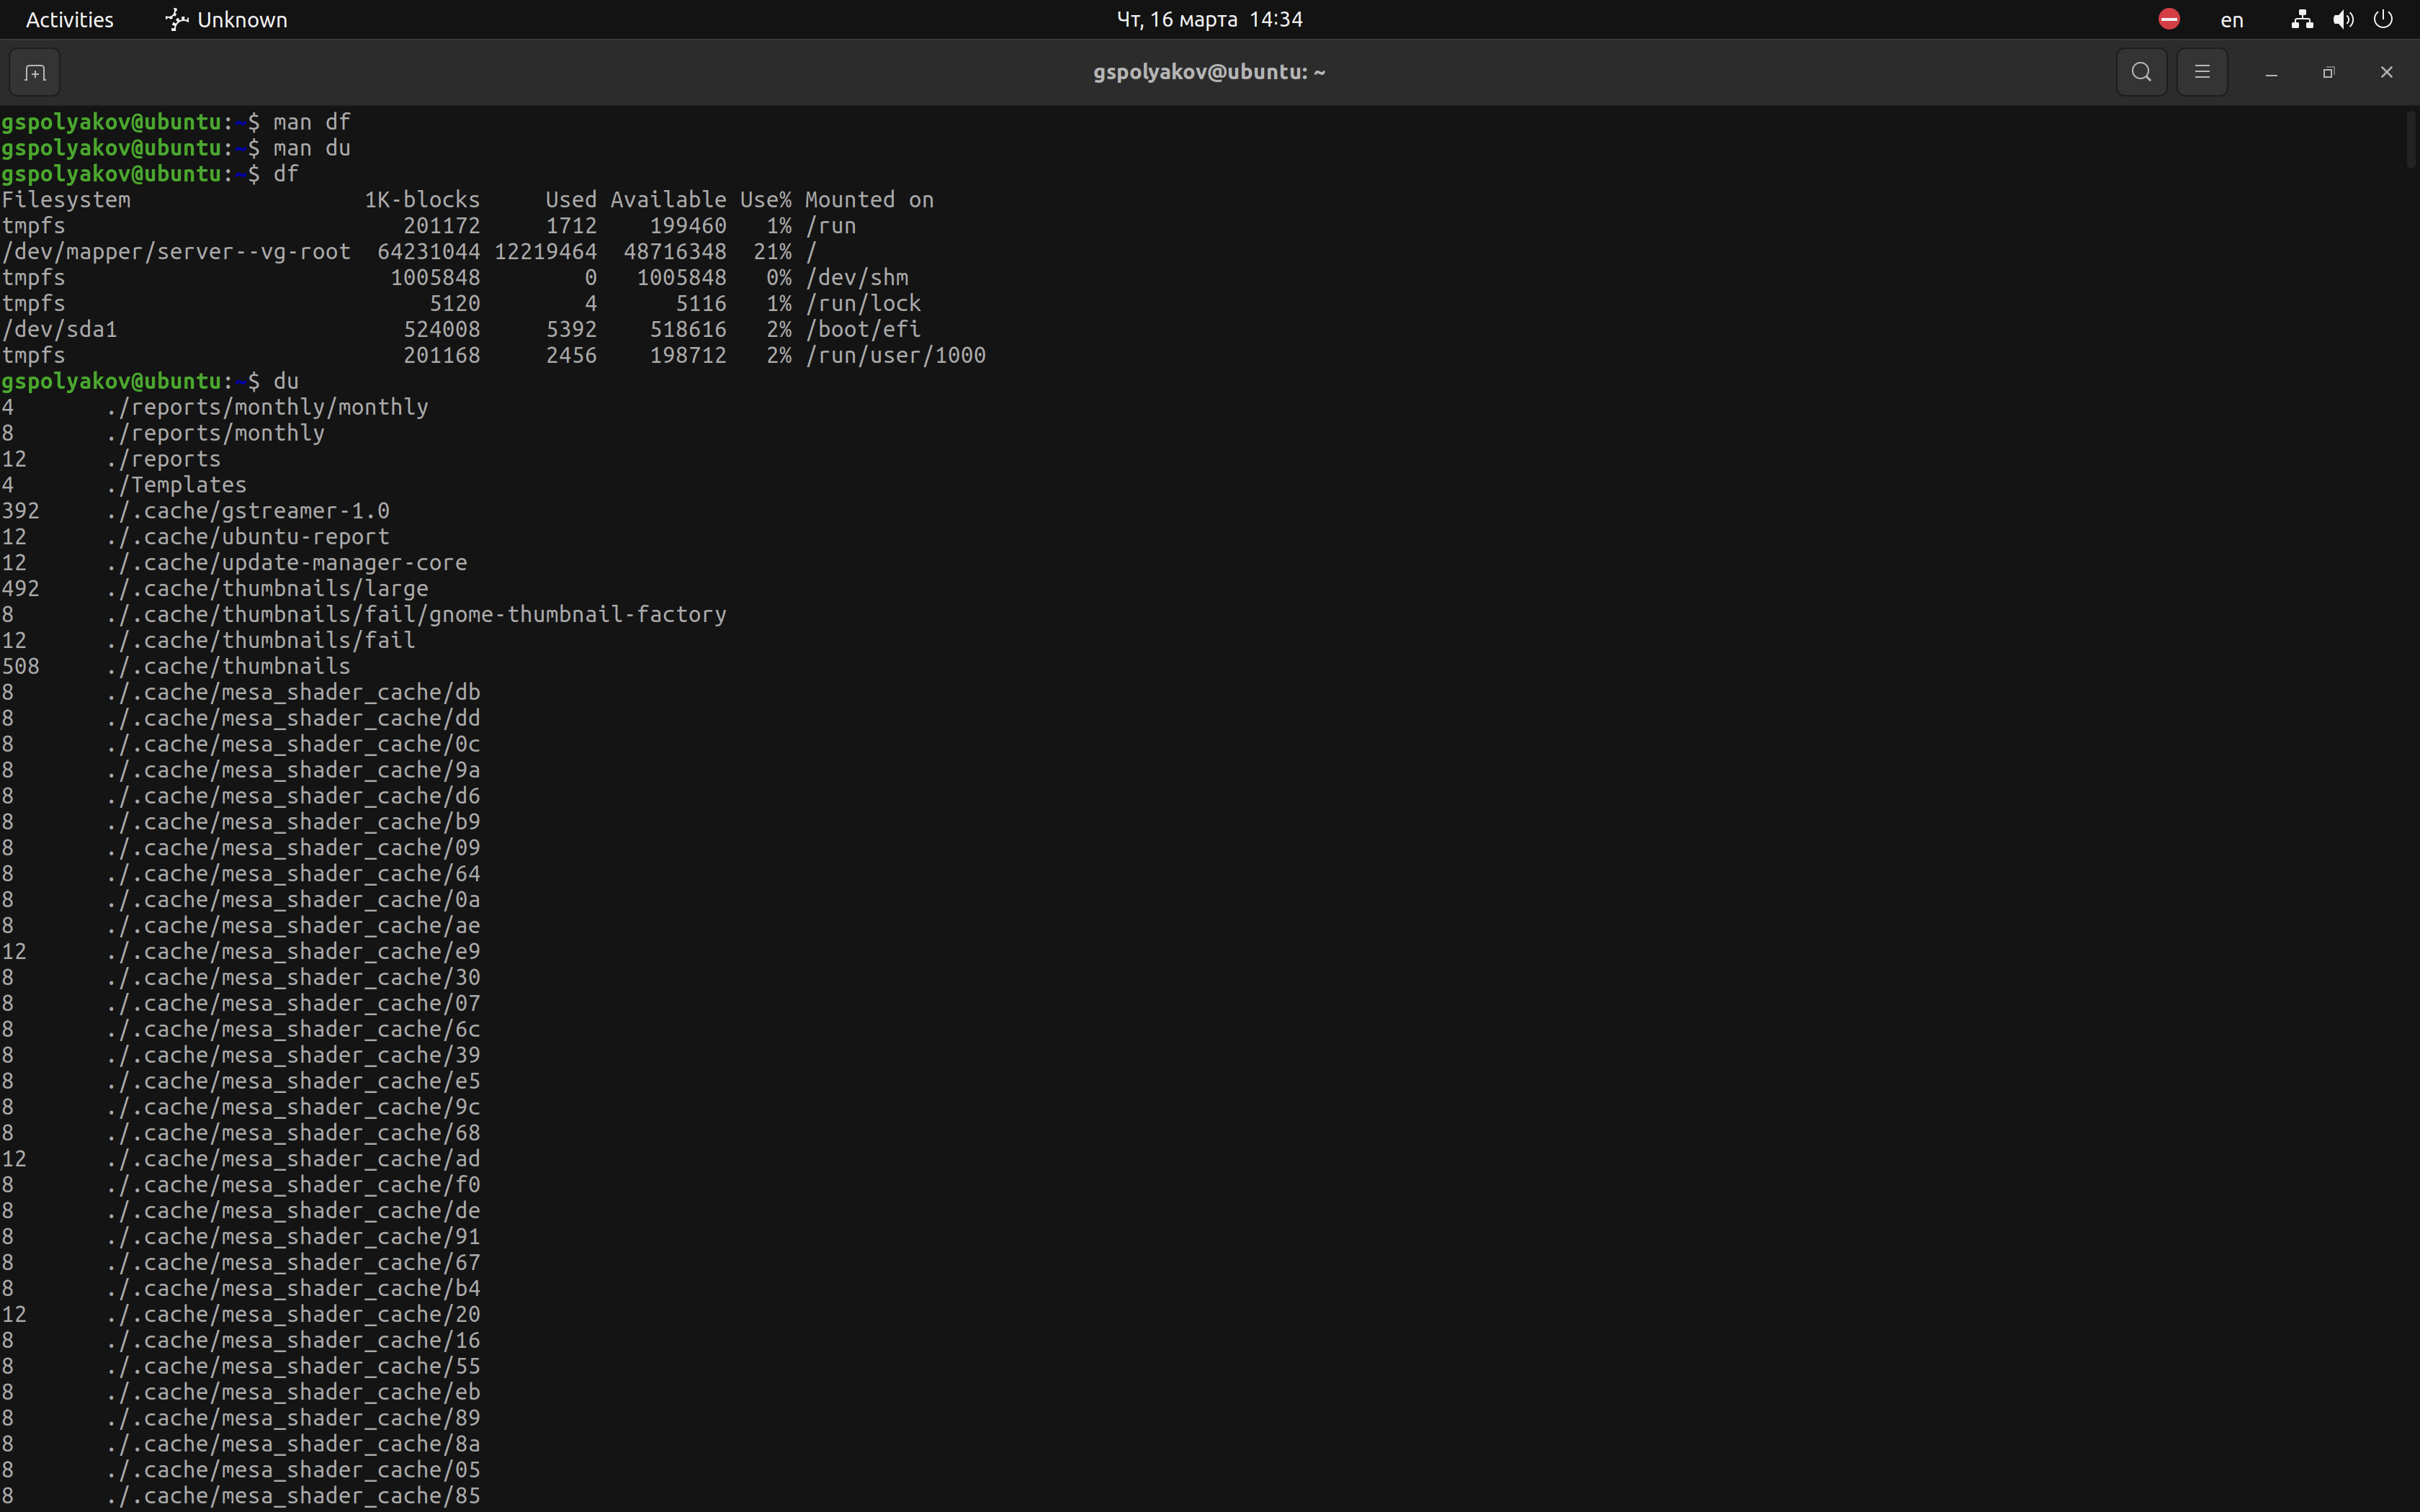 Activities Unknown Чт, 16 марта 14:34 en
gspolyakov@ubuntu: ~
gspolyakov@ubuntu:~$ man df
gspolyakov@ubuntu:~$ man du
gspolyakov@ubuntu:~$ df
Filesystem 1K-blocks Used Available Use% Mounted on
tmpfs 201172 1712 199460 1% /run
/dev/mapper/server--vg-root 64231044 12219464 48716348 21% /
tmpfs 1005848 0 1005848 0% /dev/shm
tmpfs 5120 4 5116 1% /run/lock
/dev/sda1 524008 5392 518616 2% /boot/efi
tmpfs 201168 2456 198712 2% /run/user/1000
gspolyakov@ubuntu:~$ du
4 ./reports/monthly/monthly
8 ./reports/monthly
12 ./reports
4 ./Templates
392 ./.cache/gstreamer-1.0
12 ./.cache/ubuntu-report
12 ./.cache/update-manager-core
492 ./.cache/thumbnails/large
8 ./.cache/thumbnails/fail/gnome-thumbnail-factory
12 ./.cache/thumbnails/fail
508 ./.cache/thumbnails
8 ./.cache/mesa_shader_cache/db
8 ./.cache/mesa_shader_cache/dd
8 ./.cache/mesa_shader_cache/0c
8 ./.cache/mesa_shader_cache/9a
8 ./.cache/mesa_shader_cache/d6
8 ./.cache/mesa_shader_cache/b9
8 ./.cache/mesa_shader_cache/09
8 ./.cache/mesa_shader_cache/64
8 ./.cache/mesa_shader_cache/0a
8 ./.cache/mesa_shader_cache/ae
12 ./.cache/mesa_shader_cache/e9
8 ./.cache/mesa_shader_cache/30
8 ./.cache/mesa_shader_cache/07
8 ./.cache/mesa_shader_cache/6c
8 ./.cache/mesa_shader_cache/39
8 ./.cache/mesa_shader_cache/e5
8 ./.cache/mesa_shader_cache/9c
8 ./.cache/mesa_shader_cache/68
12 ./.cache/mesa_shader_cache/ad
8 ./.cache/mesa_shader_cache/f0
8 ./.cache/mesa_shader_cache/de
8 ./.cache/mesa_shader_cache/91
8 ./.cache/mesa_shader_cache/67
8 ./.cache/mesa_shader_cache/b4
12 ./.cache/mesa_shader_cache/20
8 ./.cache/mesa_shader_cache/16
8 ./.cache/mesa_shader_cache/55
8 ./.cache/mesa_shader_cache/eb
8 ./.cache/mesa_shader_cache/89
8 ./.cache/mesa_shader_cache/8a
8 ./.cache/mesa_shader_cache/05
8 ./.cache/mesa_shader_cache/85